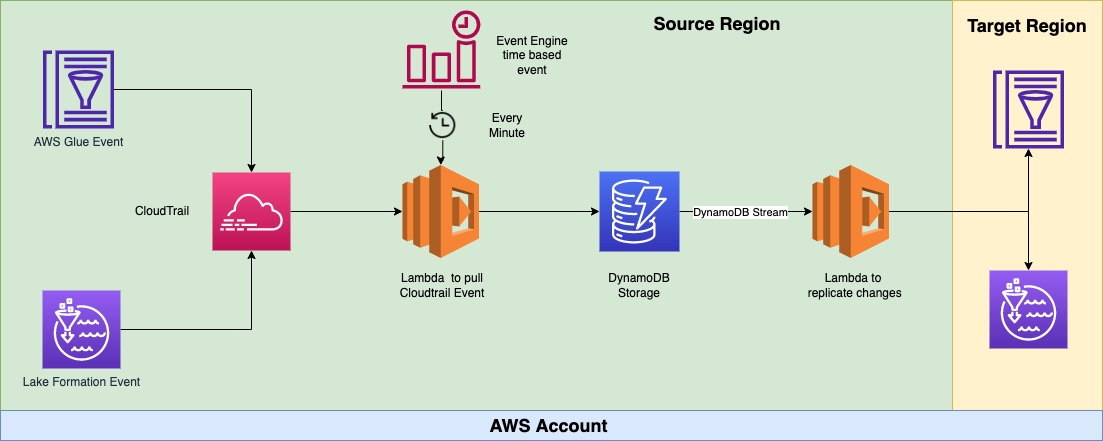 Source Region
Target Region
Event Engine
time based
event
AWS Glue Event
Every
Minute
CloudTrail
DynamoDB Stream
Lambda  to pull
Cloudtrail Event
DynamoDB
Storage
Lambda to
replicate changes
Lake Formation Event
AWS Account